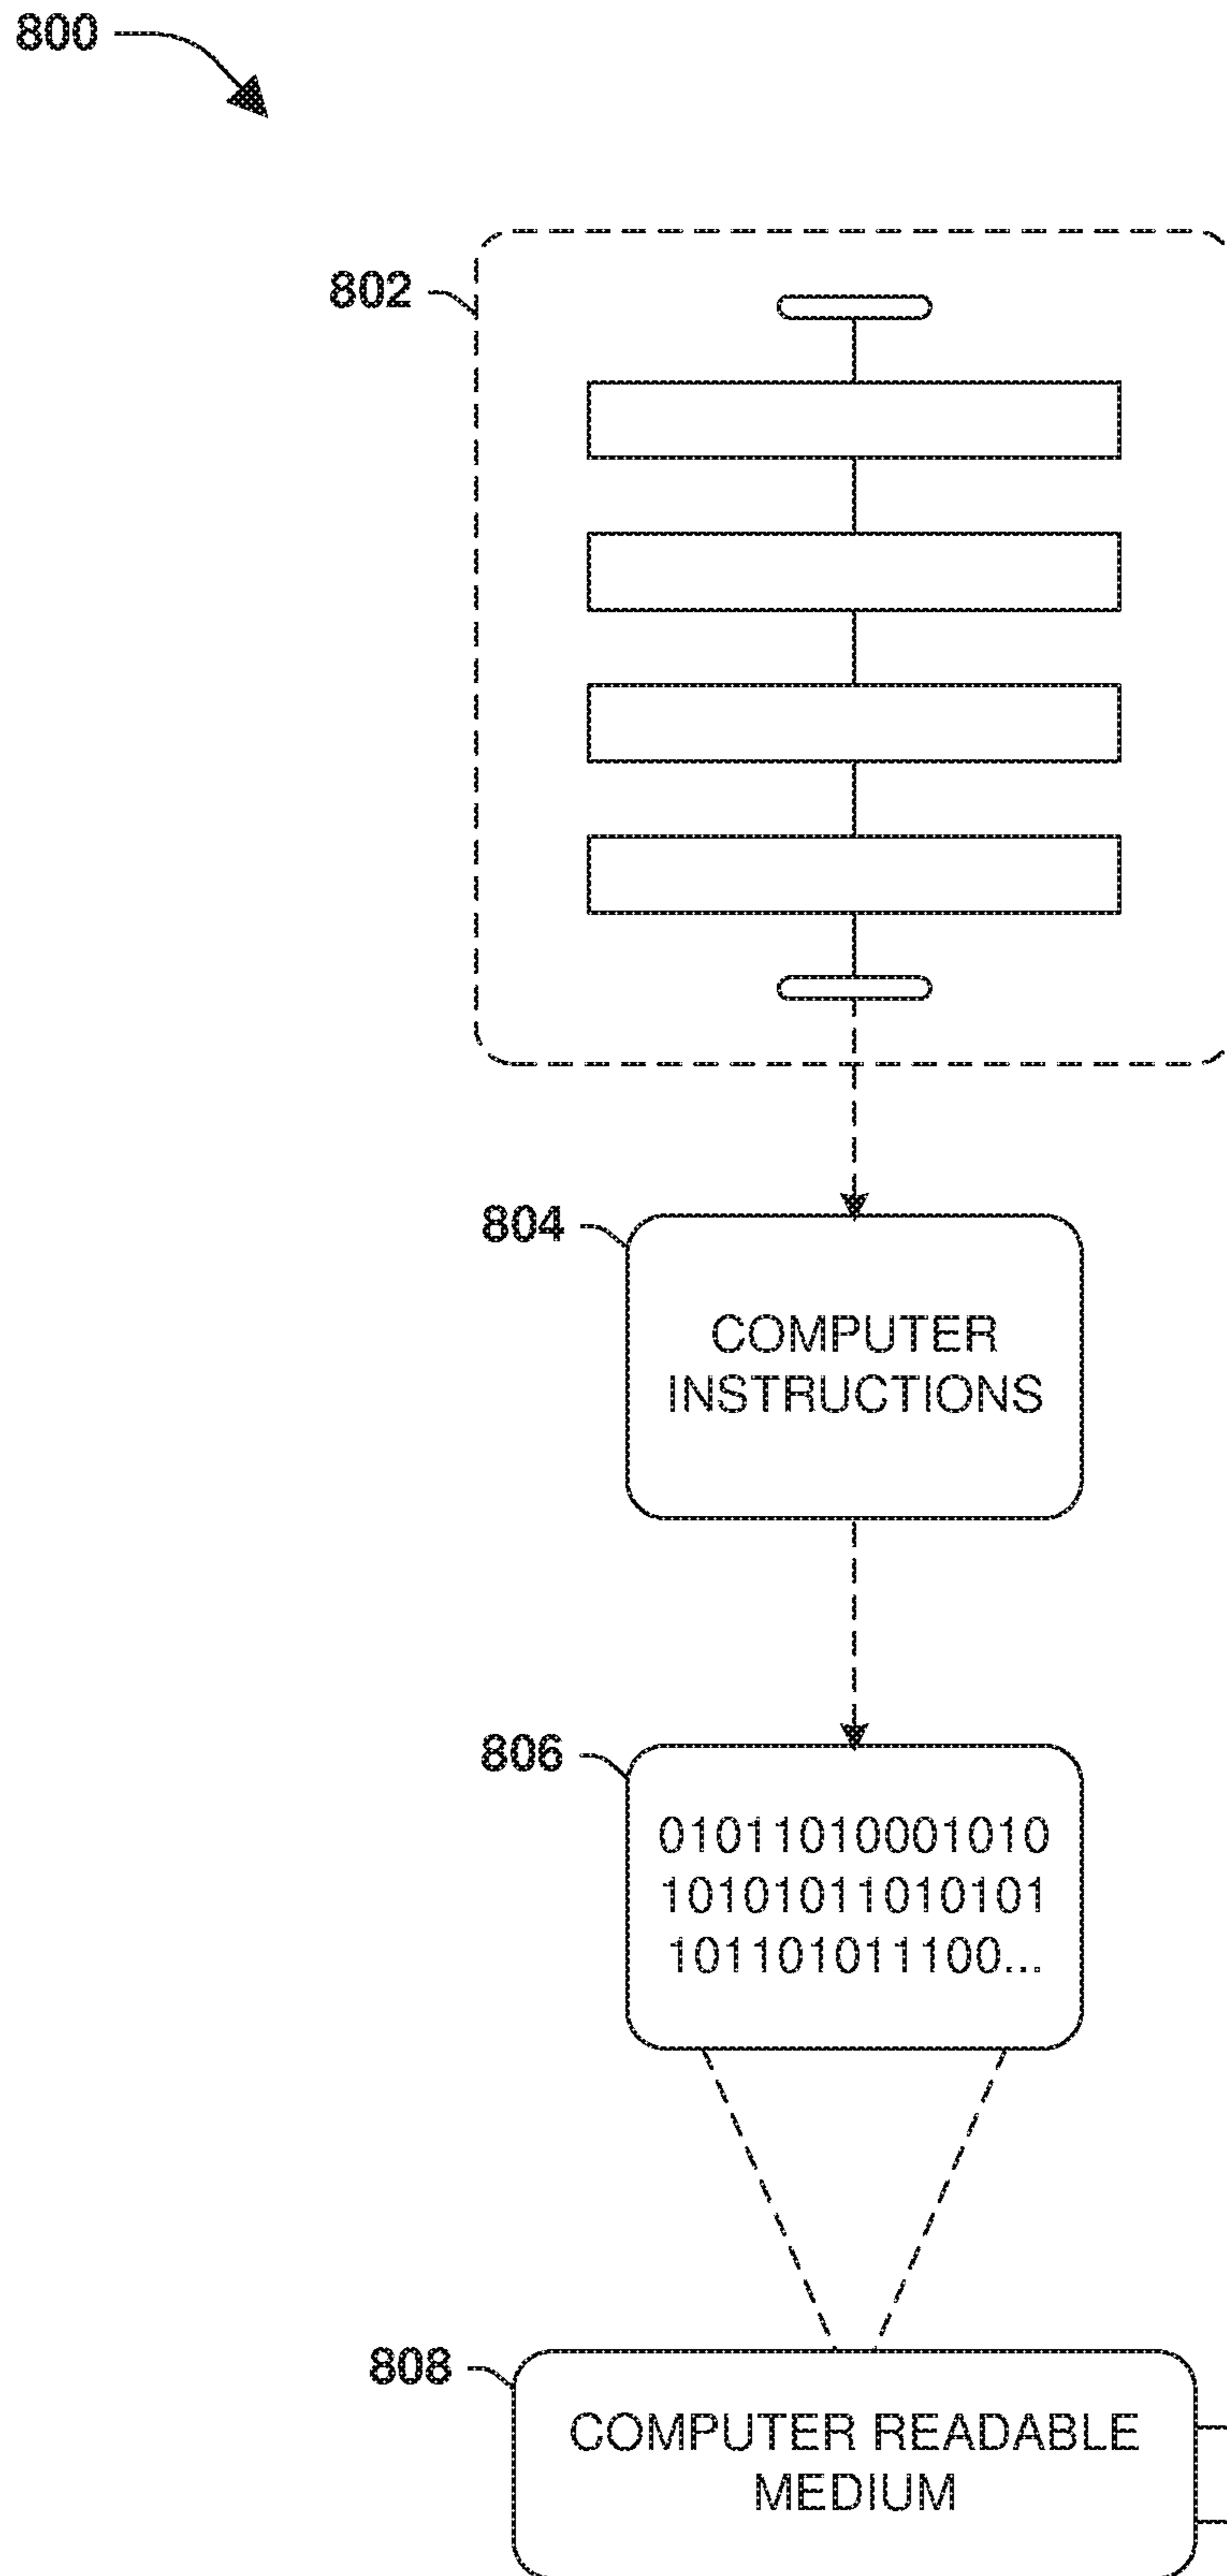 800
802
804
COMPUTER
INSTRUCTIONS
806
01011010001010
10101011010101
101101011100...
808
COMPUTER READABLE
MEDIUM